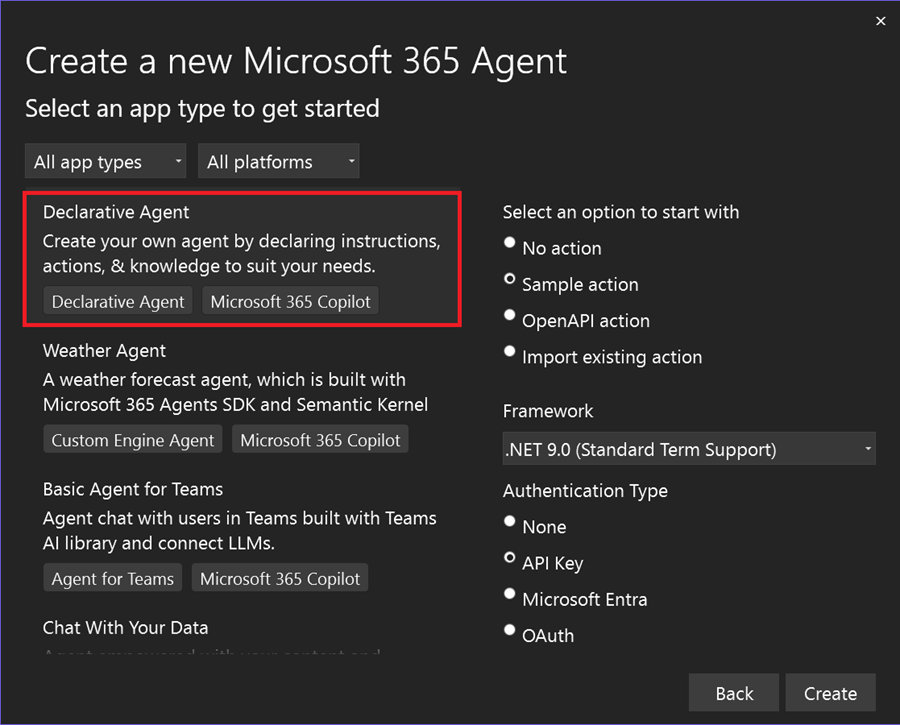 Create a new Microsoft 365 Agent
Select an app type to get started
All app types
All platforms
Declarative Agent
Create your own agent by declaring instructions,
actions, & knowledge to suit your needs.
Declarative Agent
Microsoft 365 Copilot
Weather Agent
A weather forecast agent, which is built with
Microsoft 365 Agents SDK and Semantic Kernel
Custom Engine Agent
Microsoft 365 Copilot
Basic Agent for Teams
Agent chat with users in Teams built with Teams
AI library and connect LLMs.
Agent for Teams
Microsoft 365 Copilot
Chat With Your Data
Select an option to start with
No action
Sample action
OpenAPI action
Import existing action
Framework
.NET 9.0 (Standard Term Support)
Authentication Type
None
API Key
Microsoft Entra
OAuth
Back
Create